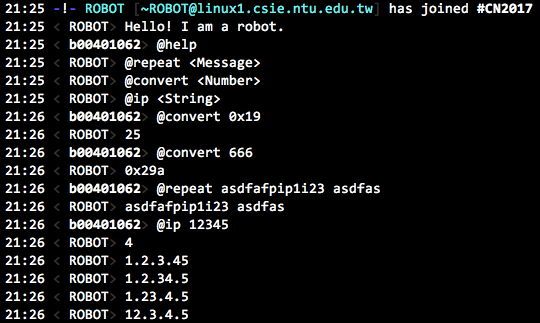 21:25 -!- ROBOT [~ROBOT@linux1.csie.ntu.edu.tw] has joined #CN2017
21:25 < ROBOT> Hello! I am a robot.
21:25 < b00401062> @help
21:25 < ROBOT> @repeat <Message>
21:25 < ROBOT> @convert <Number>
21:25 < ROBOT> @ip <String>
21:26 < b00401062> @convert 0x19
21:26 < ROBOT> 25
21:26 < b00401062> @convert 666
21:26 < ROBOT> 0x29a
21:26 < b00401062> @repeat asdfafpip1i23 asdfas
21:26 < ROBOT> asdfafpip1i23 asdfas
21:26 < b00401062> @ip 12345
21:26 < ROBOT> 4
21:26 < ROBOT> 1.2.3.45
21:26 < ROBOT> 1.2.34.5
21:26 < ROBOT> 1.23.4.5
21:26 < ROBOT> 12.3.4.5